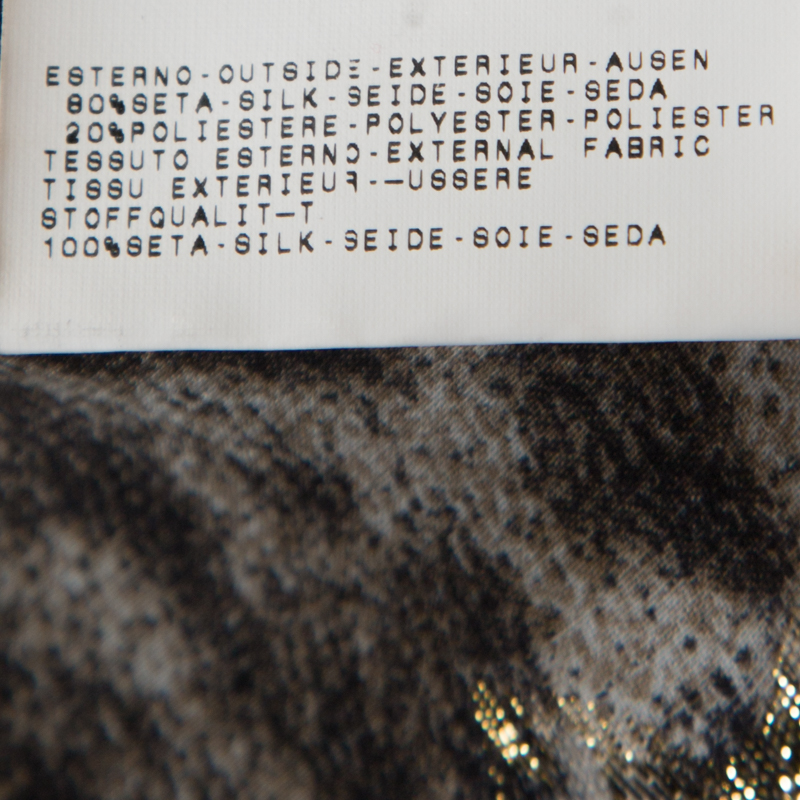 ESTERNO-OUTSIDE-EXTERIEUR-AUSEN
80%SETA-SILK-SEIDE-SOIE-SEDA
20%POLIESTERE-POLYESTER-POLIESTER
TESSUTO ESTERNO-EXTERNAL FABRIC
TISSU EXTERIEUR-—USSERE
STOFFQUALIT—T
100%SETA-SILK-SEIDE-SOIE-SEDA